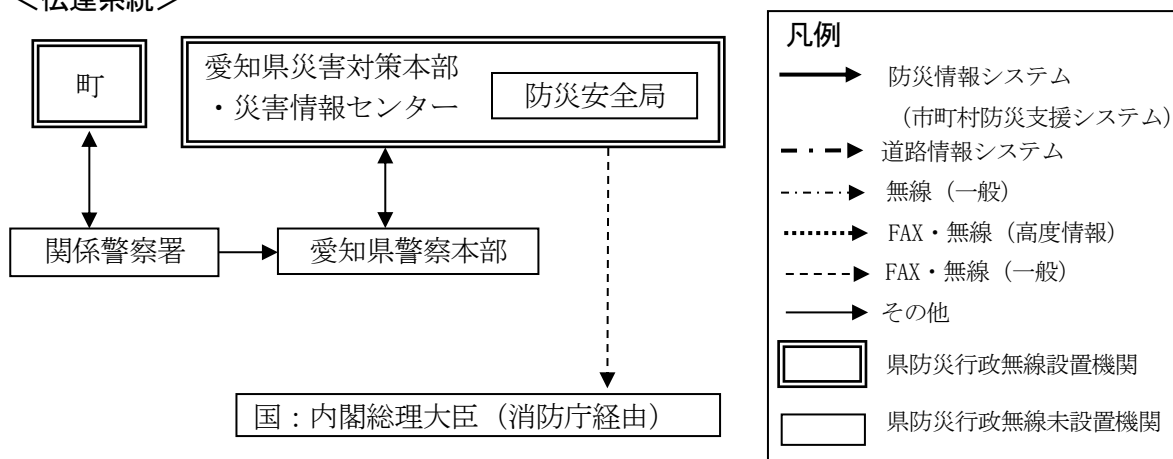 ＜伝達系統＞
町
愛知県災害対策本部
・災害情報センター
防災安全局
関係警察署
愛知県警察本部
国：内閣総理大臣（消防庁経由）
凡例
防災情報システム
（市町村防災支援システム）
道路情報システム
無線（一般）
FAX・無線（高度情報）
FAX・無線（一般）
その他
県防災行政無線設置機関
県防災行政無線未設置機関